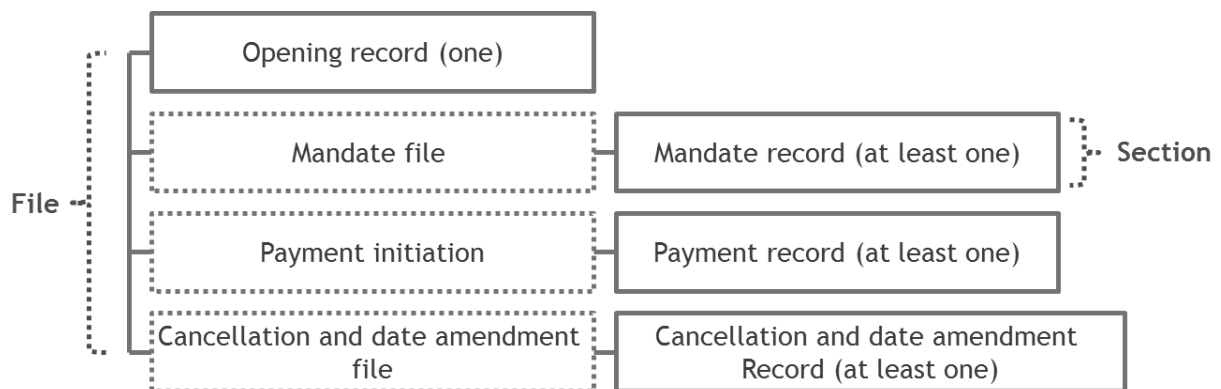 Opening record (one)
Mandate file
Mandate record (at least one)
Section
File
Payment initiation
Payment record (at least one)
Cancellation and date amendment
file
Cancellation and date amendment
Record (at least one)